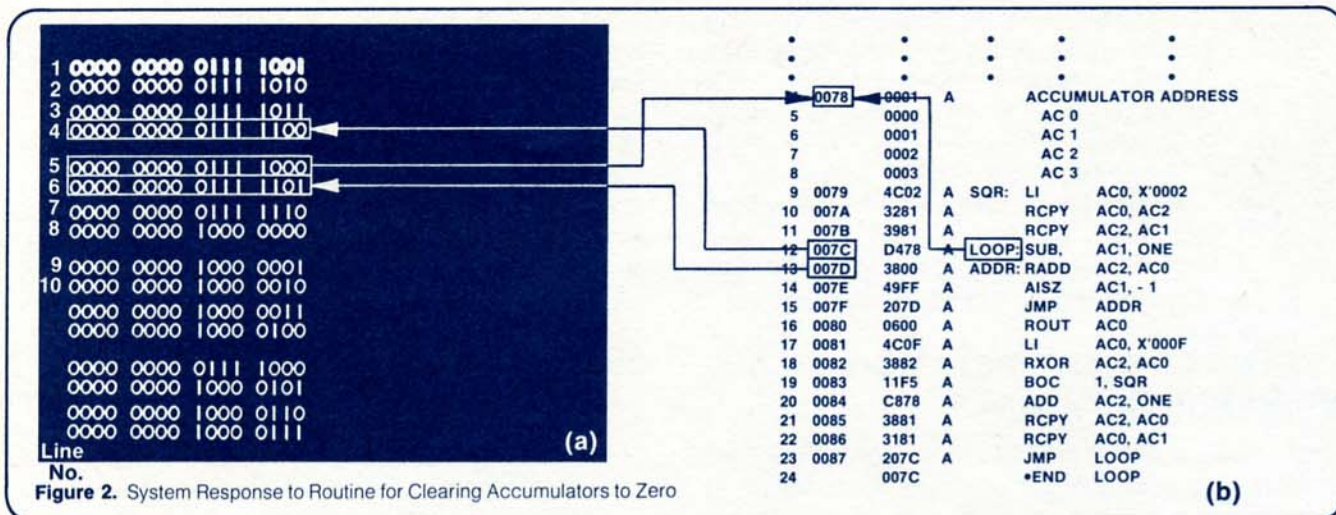 1 0000 0000 0111 1001
2 0000 0000 0111 1010
3 0000 0000 0111 1011
4 0000 0000 0111 1100
5 0000 0000 0111 1000
6 0000 0000 0111 1101
7 0000 0000 0111 1110
8 0000 0000 1000 0000
9 0000 0000 1000 0001
10 0000 0000 1000 0010
0000 0000 1000 0011
0000 0000 1000 0100
0000 0000 0111 1000
0000 0000 1000 0101
0000 0000 1000 0110
0000 0000 1000 0111
Line
No.
(a)
0078 0001 A ACCUMULATOR ADDRESS
5 0000 AC 0
6 0001 AC 1
7 0002 AC 2
8 0003 AC 3
9 0079 4C02 A SQR: LI AC0, X'0002
10 007A 3281 A RCPY AC0, AC2
11 007B 3981 A RCPY AC2, AC1
12 007C D478 A LOOP: SUB, AC1, ONE
13 007D 3800 A ADDR: RADD AC2, AC0
14 007E 49FF A AISZ AC1, - 1
15 007F 207D A JMP ADDR
16 0080 0600 A ROUT AC0
17 0081 4C0F A LI AC0, X'000F
18 0082 3882 A RXOR AC2, AC0
19 0083 11F5 A BOC 1, SQR
20 0084 C878 A ADD AC2, ONE
21 0085 3881 A RCPY AC2, AC0
22 0086 3181 A RCPY AC0, AC1
23 0087 207C A JMP LOOP
24 007C •END LOOP
(b)
Figure 2. System Response to Routine for Clearing Accumulators to Zero